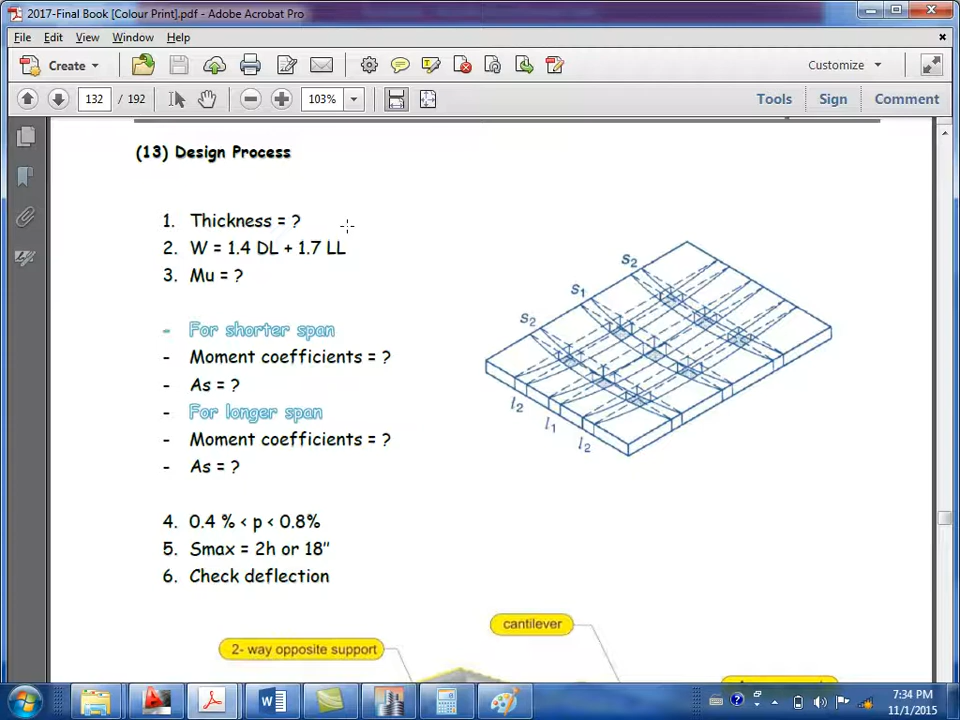 2017-Final Book [Colour Print].pdf - Adobe Acrobat Pro
File Edit View Window Help
Create
Customize
132 / 192
103%
Tools Sign Comment
(13) Design Process
1. Thickness = ?
2. W = 1.4 DL + 1.7 LL
3. Mu = ?
- For shorter span
- Moment coefficients = ?
- As = ?
- For longer span
- Moment coefficients = ?
- As = ?
4. 0.4 % < p < 0.8%
5. Smax = 2h or 18”
6. Check deflection
s2
s1
s2
l2
l1
l2
cantilever
2- way opposite support
7:34 PM
11/1/2015